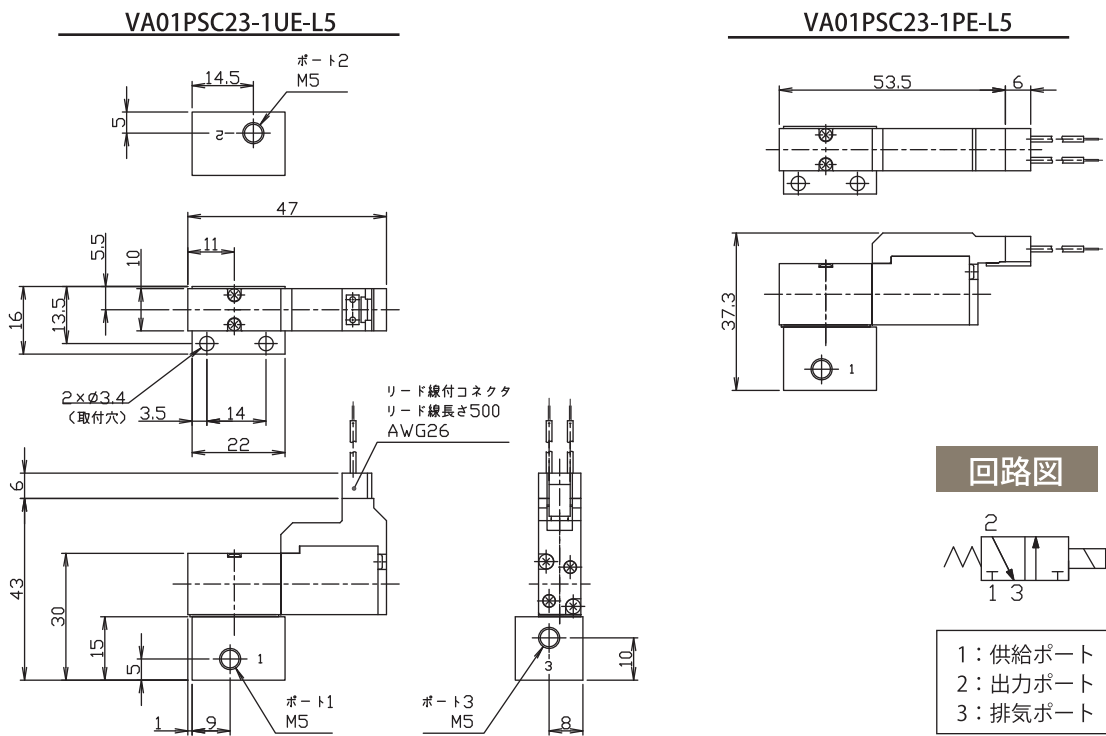 VA01PSC23-1UE-L5
14.5
ポート2
M5
5
2
47
11
5.5
10
13.5
16
2×ø3.4
(取付穴)
3.5
14
22
リード線付コネクタ
リード線長さ500
AWG26
6
43
30
15
5
1
1
9
ポート1
M5
3
ポート3
M5
8
10
VA01PSC23-1PE-L5
53.5
6
37.3
1
回路図
2
1 3
1：供給ポート
2：出力ポート
3：排気ポート